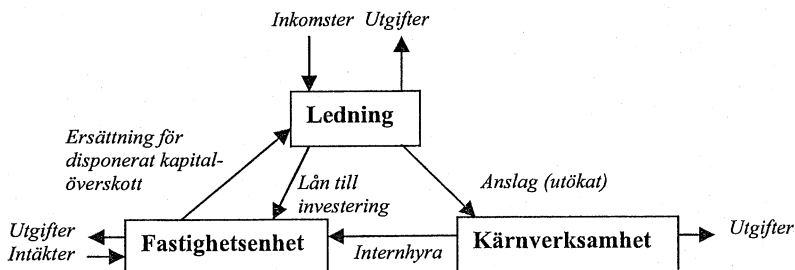 Inkomster Utgifter
Ledning
Ersättning för
disponerat kapital-
överskott
Lån till
investering
Anslag (utökat)
Utgifter
Intäkter
Fastighetsenhet
Internhyra
Kärnverksamhet
Utgifter